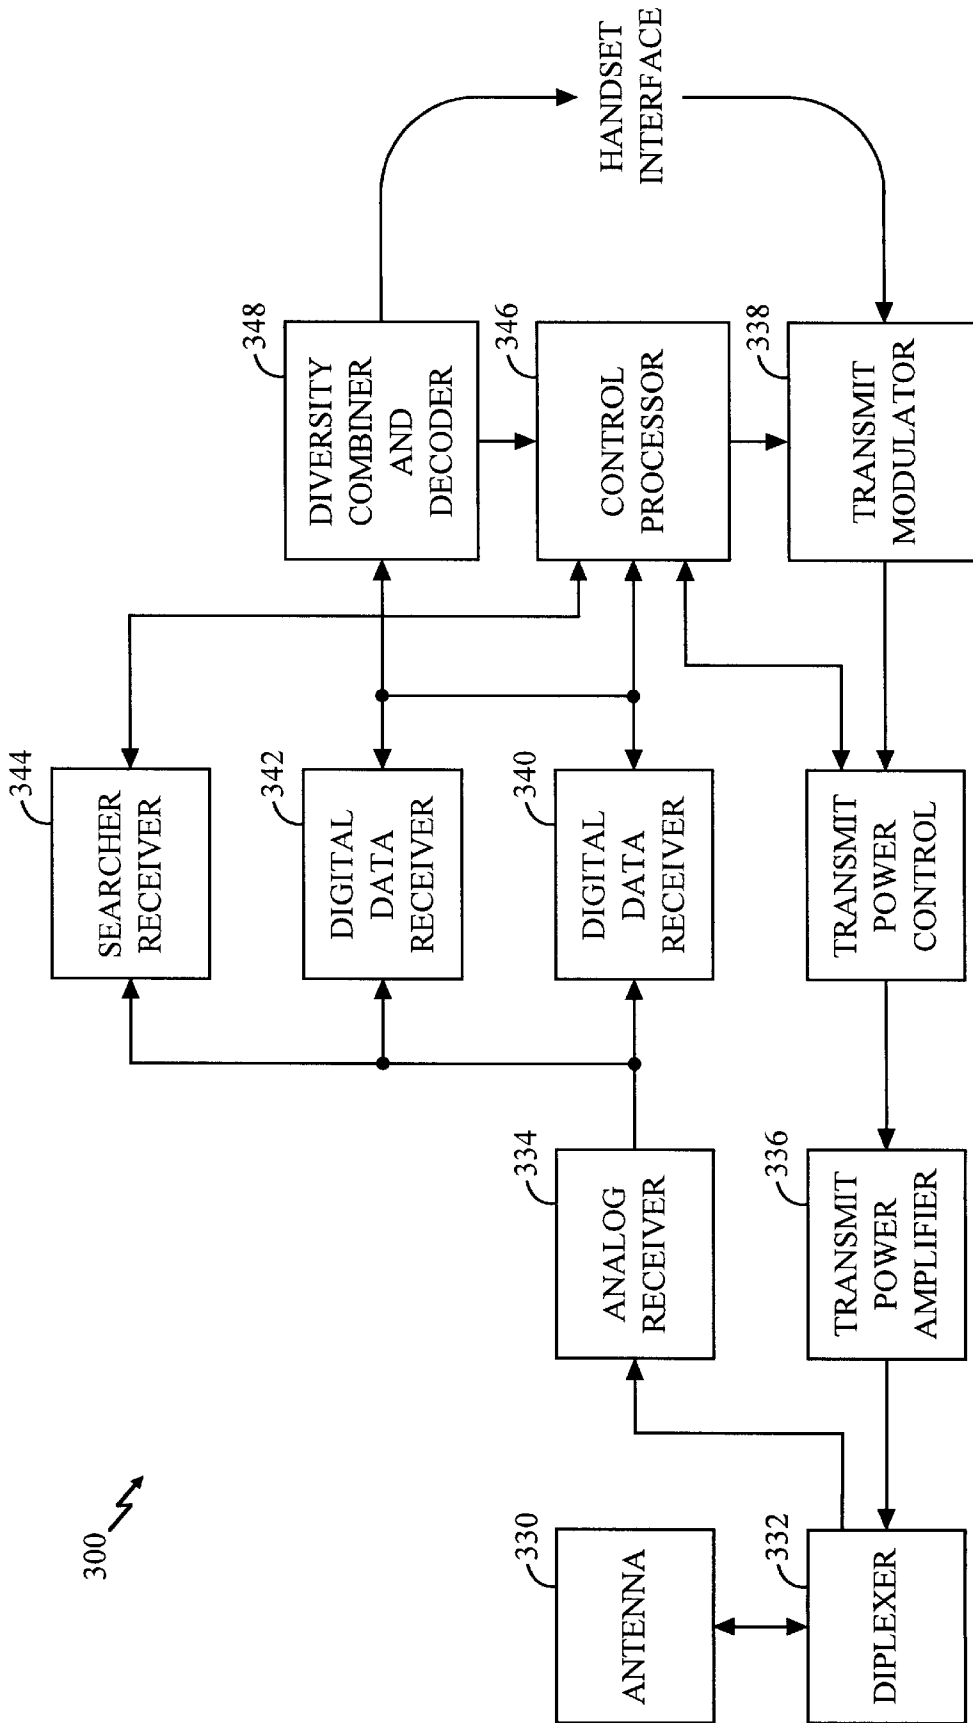 300
344
SEARCHER
RECEIVER
342
DIGITAL
DATA
RECEIVER
340
DIGITAL
DATA
RECEIVER
348
DIVERSITY
COMBINER
AND
DECODER
346
CONTROL
PROCESSOR
338
TRANSMIT
MODULATOR
HANDSET
INTERFACE
334
ANALOG
RECEIVER
TRANSMIT
POWER
CONTROL
336
TRANSMIT
POWER
AMPLIFIER
330
ANTENNA
332
DIPLEXER